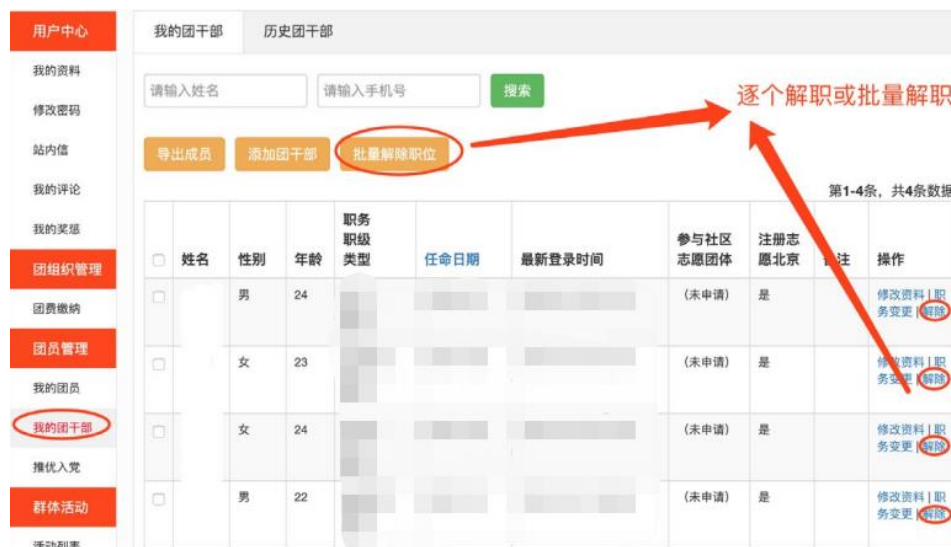 用户中心
我的资料
修改密码
站内信
我的评论
我的奖惩
团组织管理
团费缴纳
团员管理
我的团员
我的团干部
推优入党
群体活动
活动列表
我的团干部 历史团干部
请输入姓名 请输入手机号 搜索
逐个解职或批量解职
导出成员 添加团干部 批量解除职位
第1-4条，共4条数据
姓名 性别 年龄 职务
职级
类型 任命日期 最新登录时间 参与社区
志愿团体 注册志
愿北京 注 操作
男 24 （未申请） 是 修改资料 | 职
务变更 | 解除
女 23 （未申请） 是 修改资料 | 职
务变更 | 解除
女 24 （未申请） 是 修改资料 | 职
务变更 | 解除
男 22 （未申请） 是 修改资料 | 职
务变更 | 解除